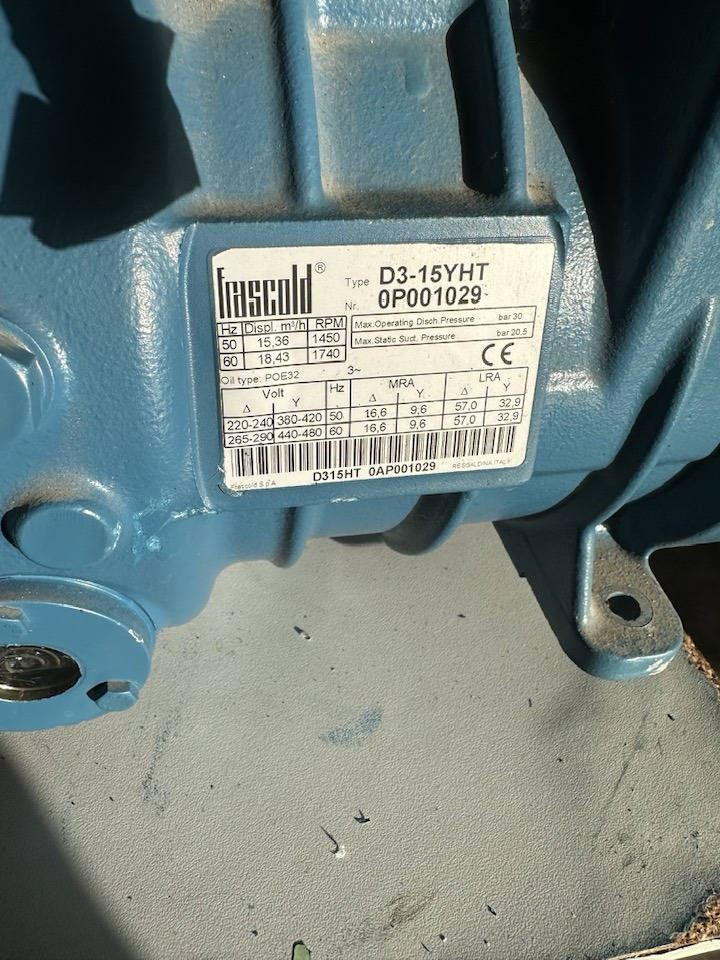 Frascold®
Type D3-15YHT
Nr. 0P001029
Hz Displ. m³/h RPM
50 15,36 1450
60 18,43 1740
Max.Operating Disch.Pressure bar 30
Max.Static Suct. Pressure bar 20,5
CE
Oil type: POE32 3~
Volt Hz MRA LRA
Δ Y Δ Y Δ Y
220-240 380-420 50 16,6 9,6 57,0 32,9
265-290 440-480 60 16,6 9,6 57,0 32,9
D315HT 0AP001029
Frascold S.p.A. RESCALDINA ITALY